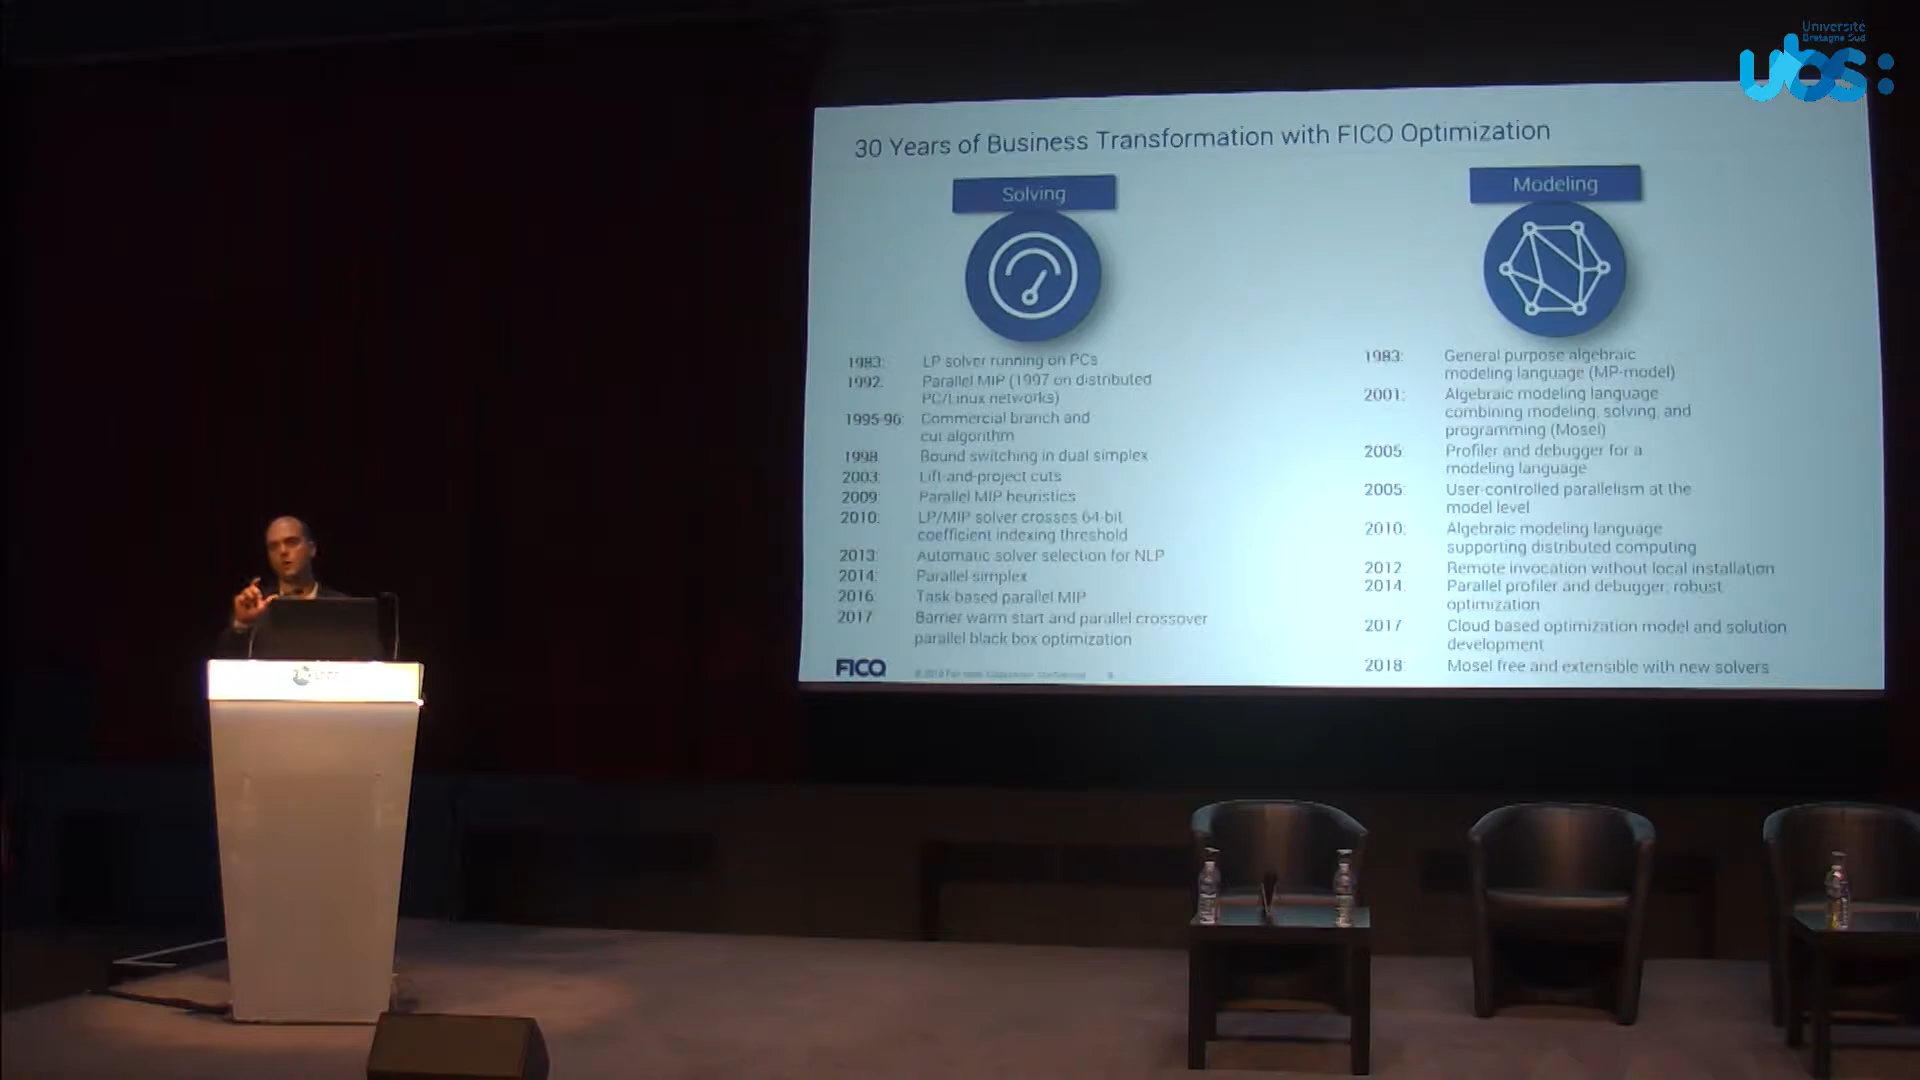 Université
Bretagne Sud
ubs:
30 Years of Business Transformation with FICO Optimization
Solving
1983: LP solver running on PCs
1992: Parallel MIP (1997 on distributed
PC/Linux networks)
1995-96: Commercial branch and
cut algorithm
1998 Bound switching in dual simplex
2003: Lift-and-project cuts
2009: Parallel MIP heuristics
2010: LP/MIP solver crosses 64-bit
coefficient indexing threshold
2013: Automatic solver selection for NLP
2014: Parallel simplex
2016: Task-based parallel MIP
2017 Barrier warm start and parallel crossover
parallel black box optimization
Modeling
1983: General purpose algebraic
modeling language (MP-model)
2001: Algebraic modeling language
combining modeling, solving, and
programming (Mosel)
2005: Profiler and debugger for a
modeling language
2005: User-controlled parallelism at the
model level
2010: Algebraic modeling language
supporting distributed computing
2012 Remote invocation without local installation
2014: Parallel profiler and debugger, robust
optimization
2017 Cloud based optimization model and solution
development
2018: Mosel free and extensible with new solvers
FICO